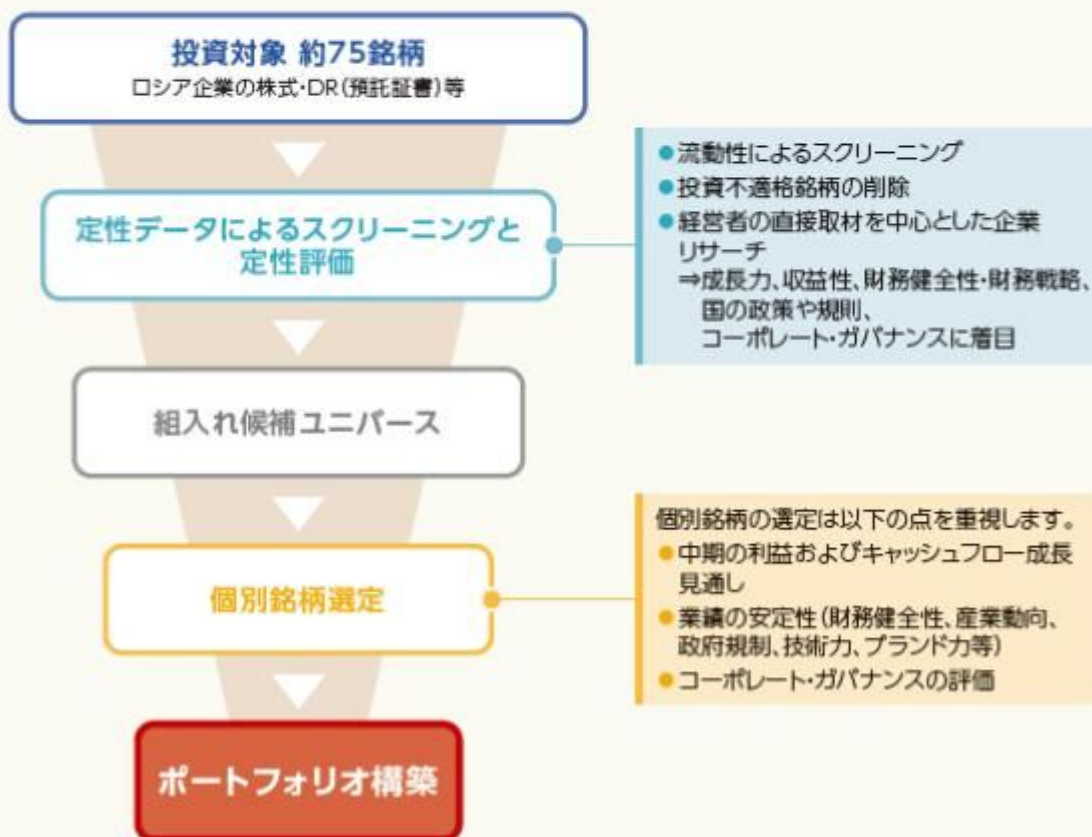 投資対象 約75銘柄
ロシア企業の株式・DR(預託証書)等
定性データによるスクリーニングと
定性評価
●流動性によるスクリーニング
●投資不適格銘柄の削除
●経営者の直接取材を中心とした企業
リサーチ
⇒成長力、収益性、財務健全性・財務戦略、
国の政策や規則、
コーポレート・ガバナンスに着目
組入れ候補ユニバース
個別銘柄選定
個別銘柄の選定は以下の点を重視します。
●中期の利益およびキャッシュフロー成長
見通し
●業績の安定性(財務健全性、産業動向、
政府規制、技術力、ブランド力等)
●コーポレート・ガバナンスの評価
ポートフォリオ構築